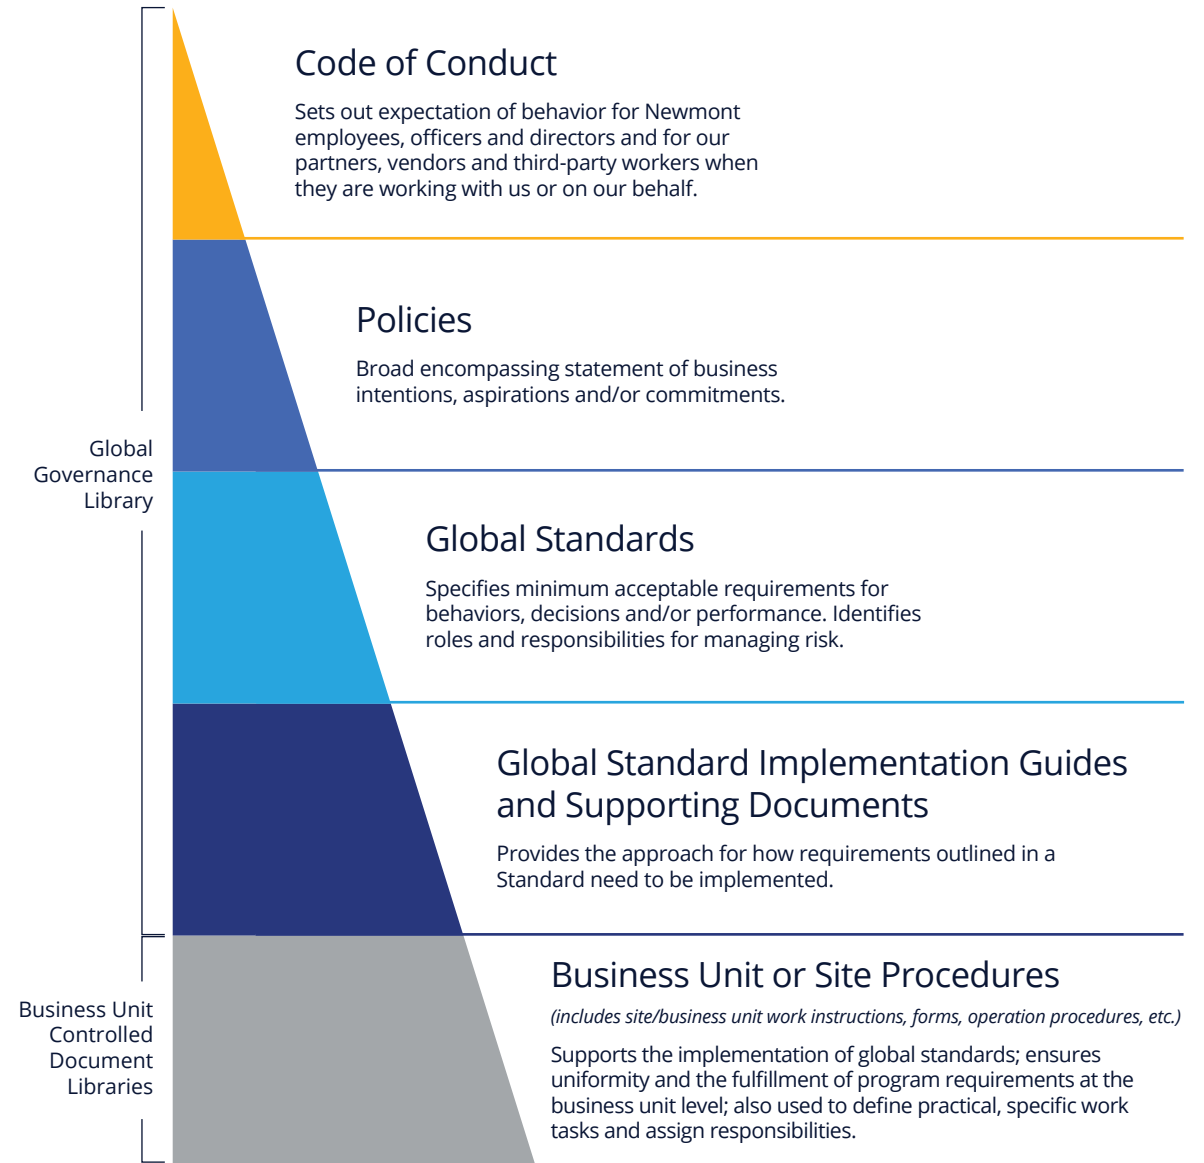 Code of Conduct
Sets out expectation of behavior for Newmont
employees, officers and directors and for our
partners, vendors and third-party workers when
they are working with us or on our behalf.
Policies
Broad encompassing statement of business
intentions, aspirations and/or commitments.
Global
Governance
Library
Global Standards
Specifies minimum acceptable requirements for
behaviors, decisions and/or performance. Identifies
roles and responsibilities for managing risk.
Global Standard Implementation Guides
and Supporting Documents
Provides the approach for how requirements outlined in a
Standard need to be implemented.
Business Unit
Controlled
Document
Libraries
Business Unit or Site Procedures
(includes site/business unit work instructions, forms, operation procedures, etc.)
Supports the implementation of global standards; ensures
uniformity and the fulfillment of program requirements at the
business unit level; also used to define practical, specific work
tasks and assign responsibilities.